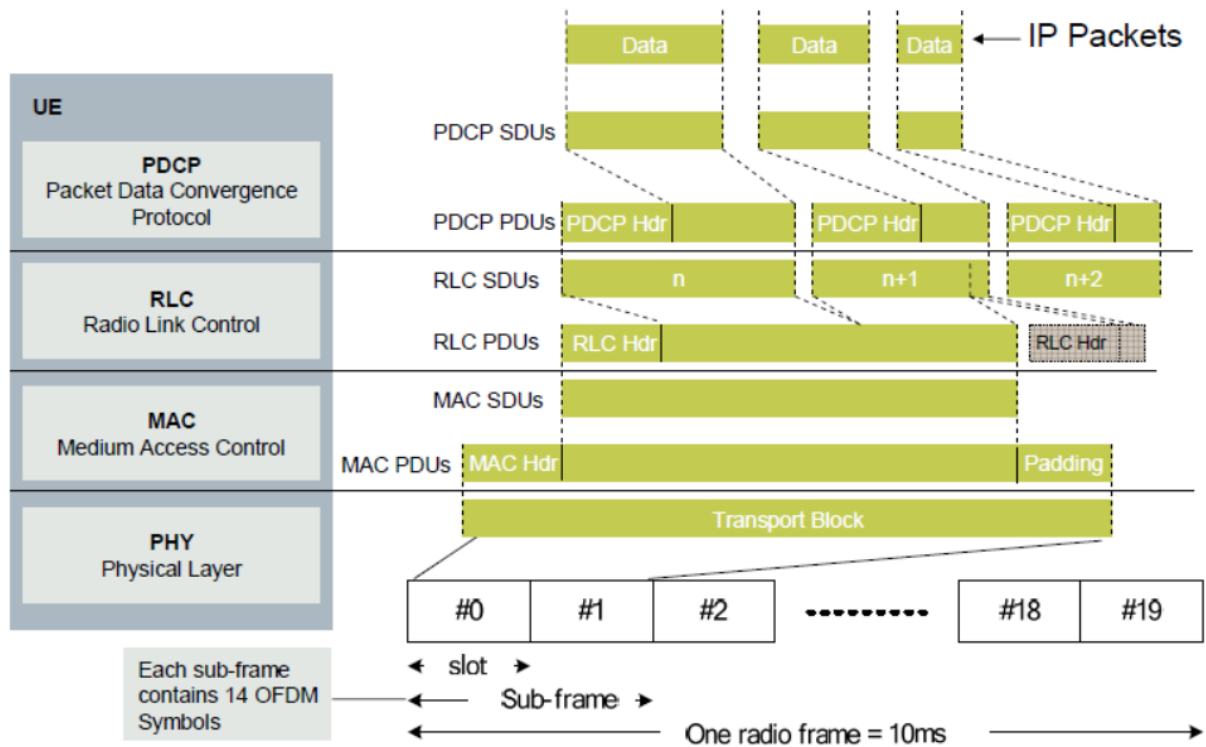 Data
Data
Data
IP Packets
UE
PDCP SDUs
PDCP
Packet Data Convergence
Protocol
PDCP PDUs
PDCP Hdr
PDCP Hdr
PDCP Hdr
RLC SDUs
n
n+1
n+2
RLC
Radio Link Control
RLC PDUs
RLC Hdr
RLC Hdr
MAC SDUs
MAC
Medium Access Control
MAC PDUs
MAC Hdr
Padding
Transport Block
PHY
Physical Layer
#0
#1
#2
#18
#19
slot
Each sub-frame
contains 14 OFDM
Symbols
Sub-frame
One radio frame = 10ms